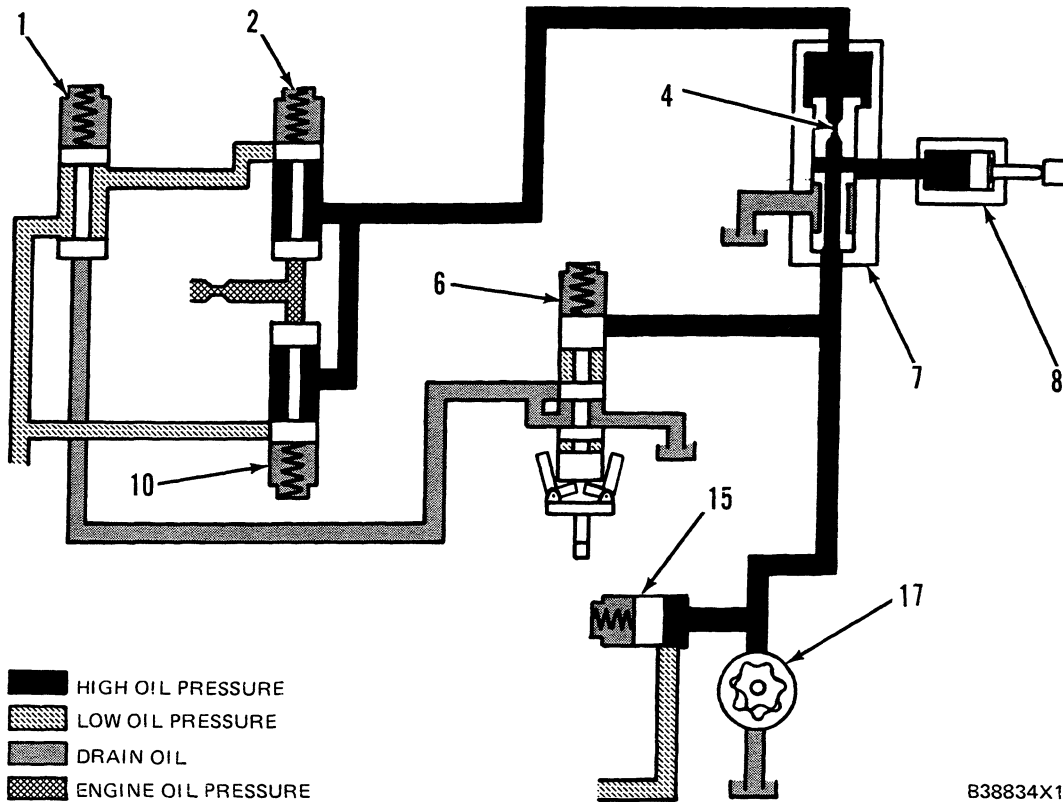 1
2
4
6
7
8
10
15
17
HIGH OIL PRESSURE
LOW OIL PRESSURE
DRAIN OIL
ENGINE OIL PRESSURE
B38834X1